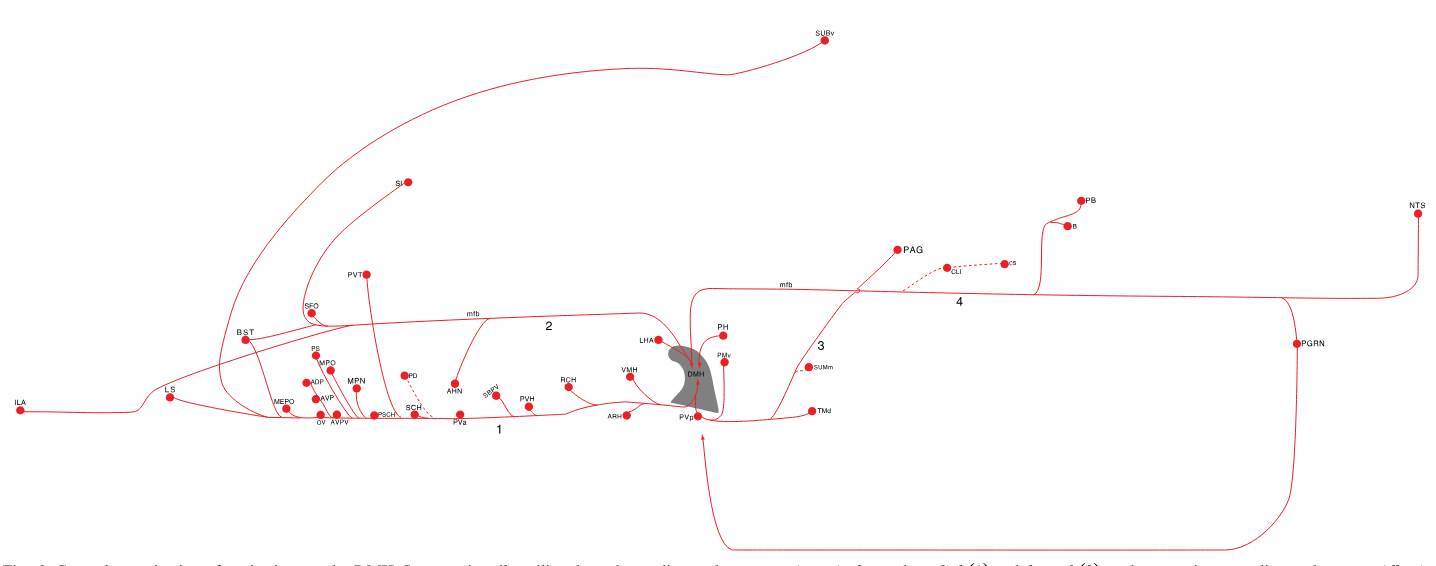 SUBv
SI
PB
NTS
B
PAG
CLI
CS
PVT
mfb
4
SFO
mfb
2
BST
PH
LHA
3
PGRN
PS
MPO
PMv
SUMm
DMH
VMH
PD
RCH
ADP
MPN
AHN
SBPV
LS
AVP
PVH
ILA
MEPO
SCH
TMd
OV
AVPV
PSCH
PVa
1
ARH
PVp